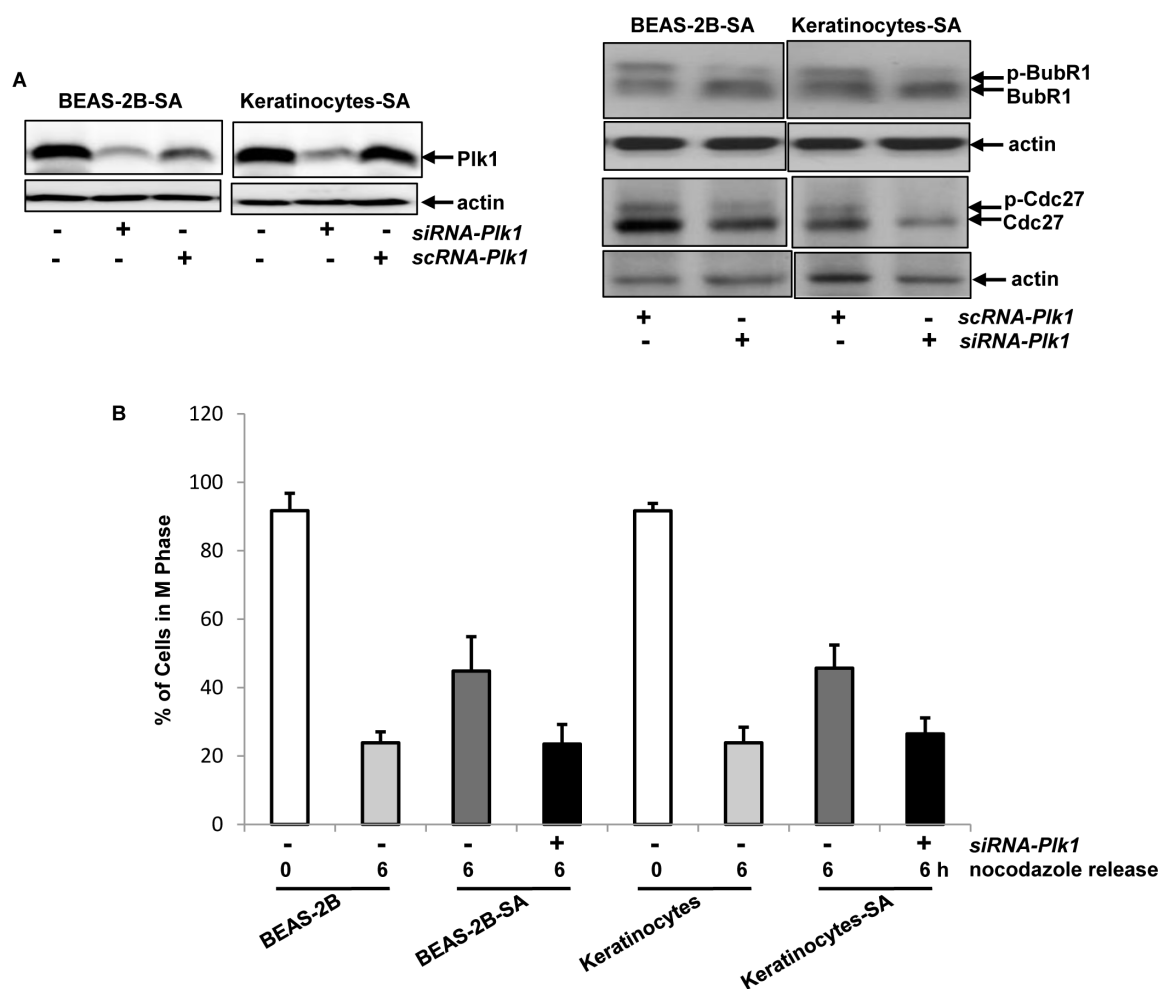 A
BEAS-2B-SA Keratinocytes-SA
Plk1
actin
- + - - + - siRNA-Plk1
- - + - - + scRNA-Plk1
BEAS-2B-SA Keratinocytes-SA
p-BubR1
BubR1
actin
p-Cdc27
Cdc27
actin
+ - + - scRNA-Plk1
- + - + siRNA-Plk1
B
% of Cells in M Phase
120
100
80
60
40
20
0
- - - + - - - + siRNA-Plk1
0 6 6 6 0 6 6 6 h nocodazole release
BEAS-2B BEAS-2B-SA Keratinocytes Keratinocytes-SA